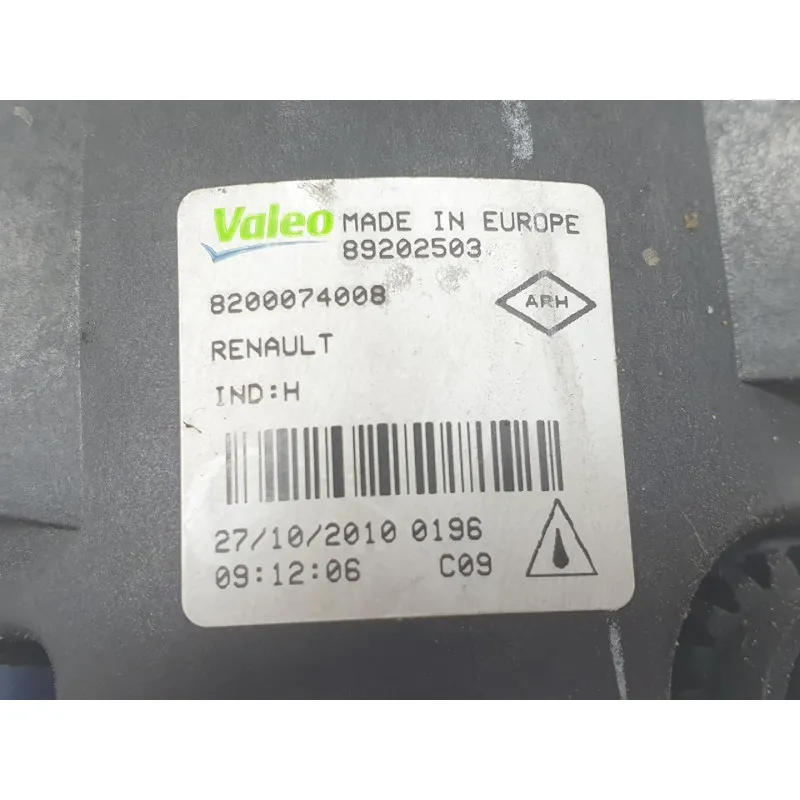 Valeo MADE IN EUROPE
89202503
8200074008
ARH
RENAULT
IND:H
27/10/2010 0196
09:12:06 C09